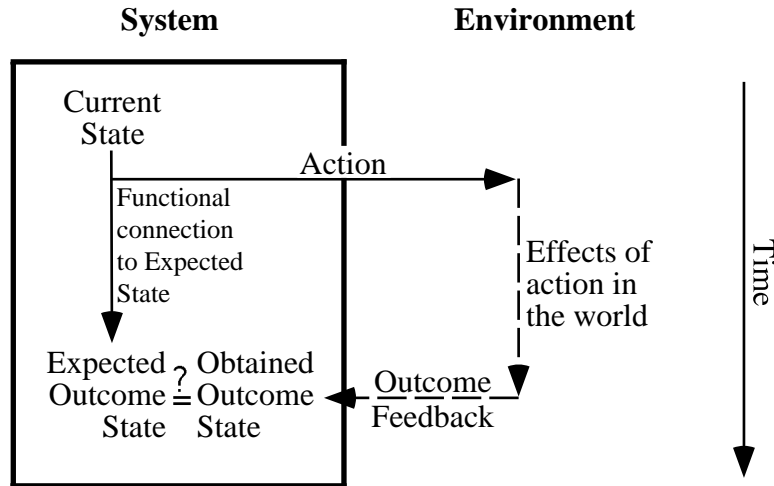 System
Environment
Current
State
Action
Functional
connection
to Expected
State
Effects of
action in
the world
Time
Expected ? Obtained
Outcome = Outcome
State State
Outcome
Feedback